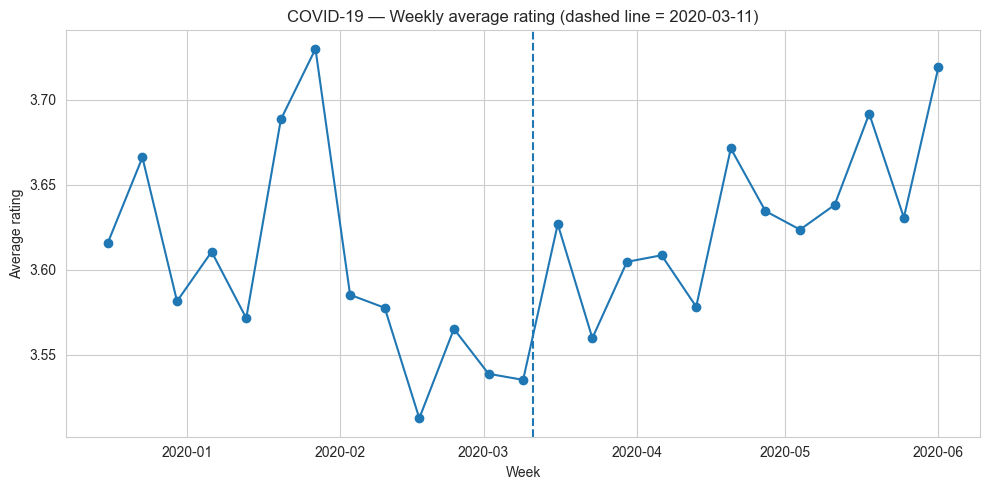 COVID-19 — Weekly average rating (dashed line = 2020-03-11)
Average rating
3.70
3.65
3.60
3.55
2020-01 2020-02 2020-03 2020-04 2020-05 2020-06
Week